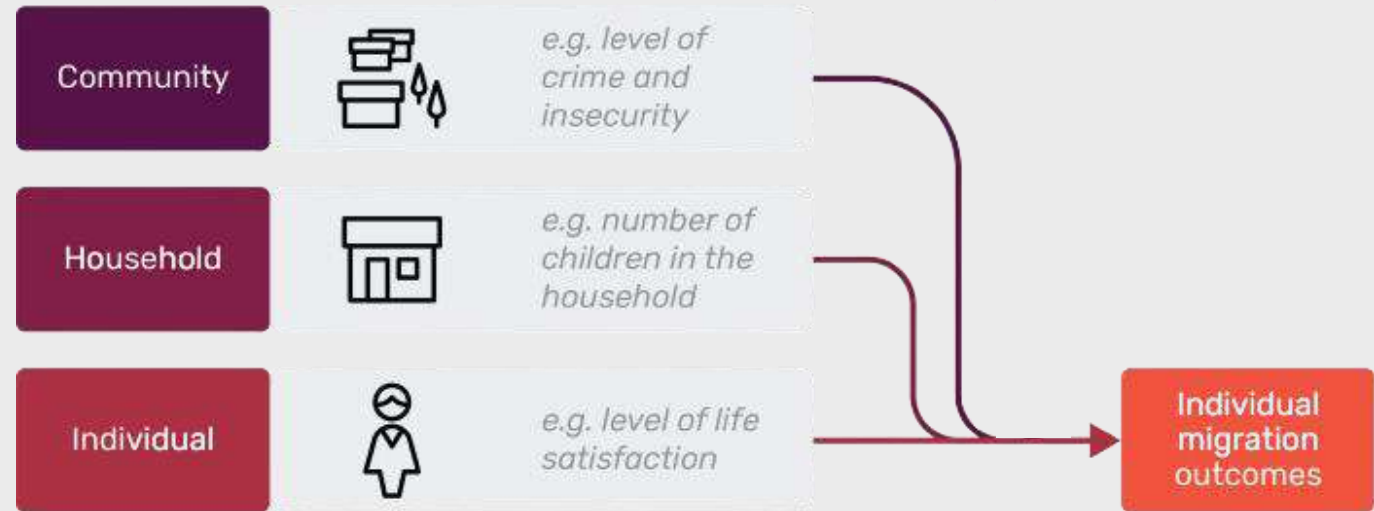 Community
e.g. level of
crime and
insecurity
Household
e.g. number of
children in the
household
Individual
e.g. level of life
satisfaction
Individual
migration
outcomes